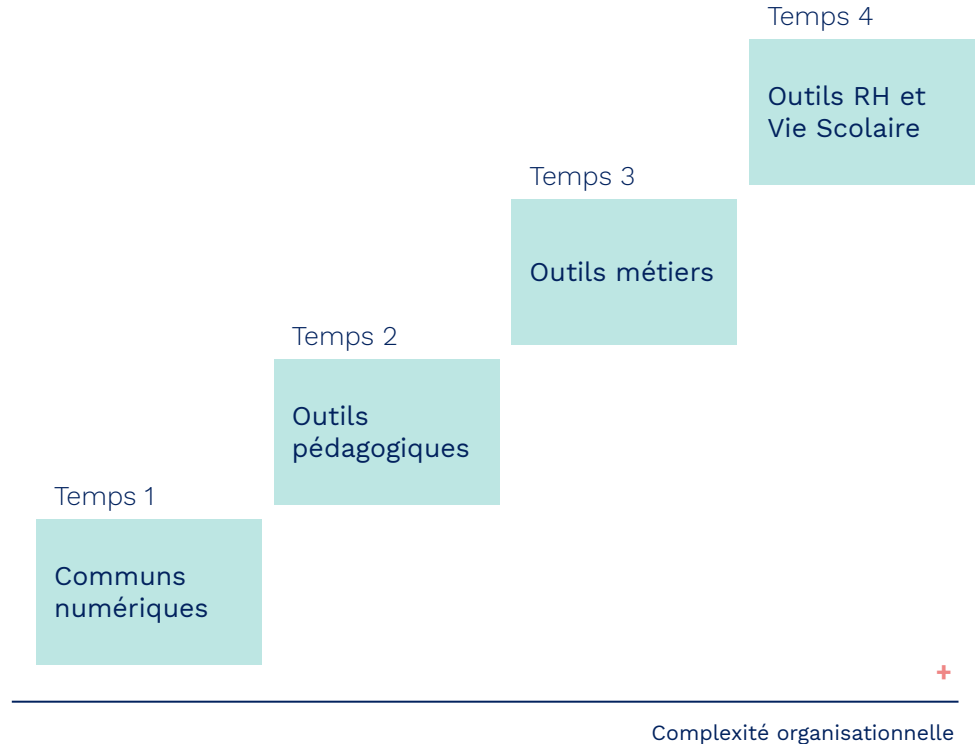 Temps 4
Outils RH et
Vie Scolaire
Temps 3
Outils métiers
Temps 2
Outils
pédagogiques
Temps 1
Communs
numériques
+
Complexité organisationnelle